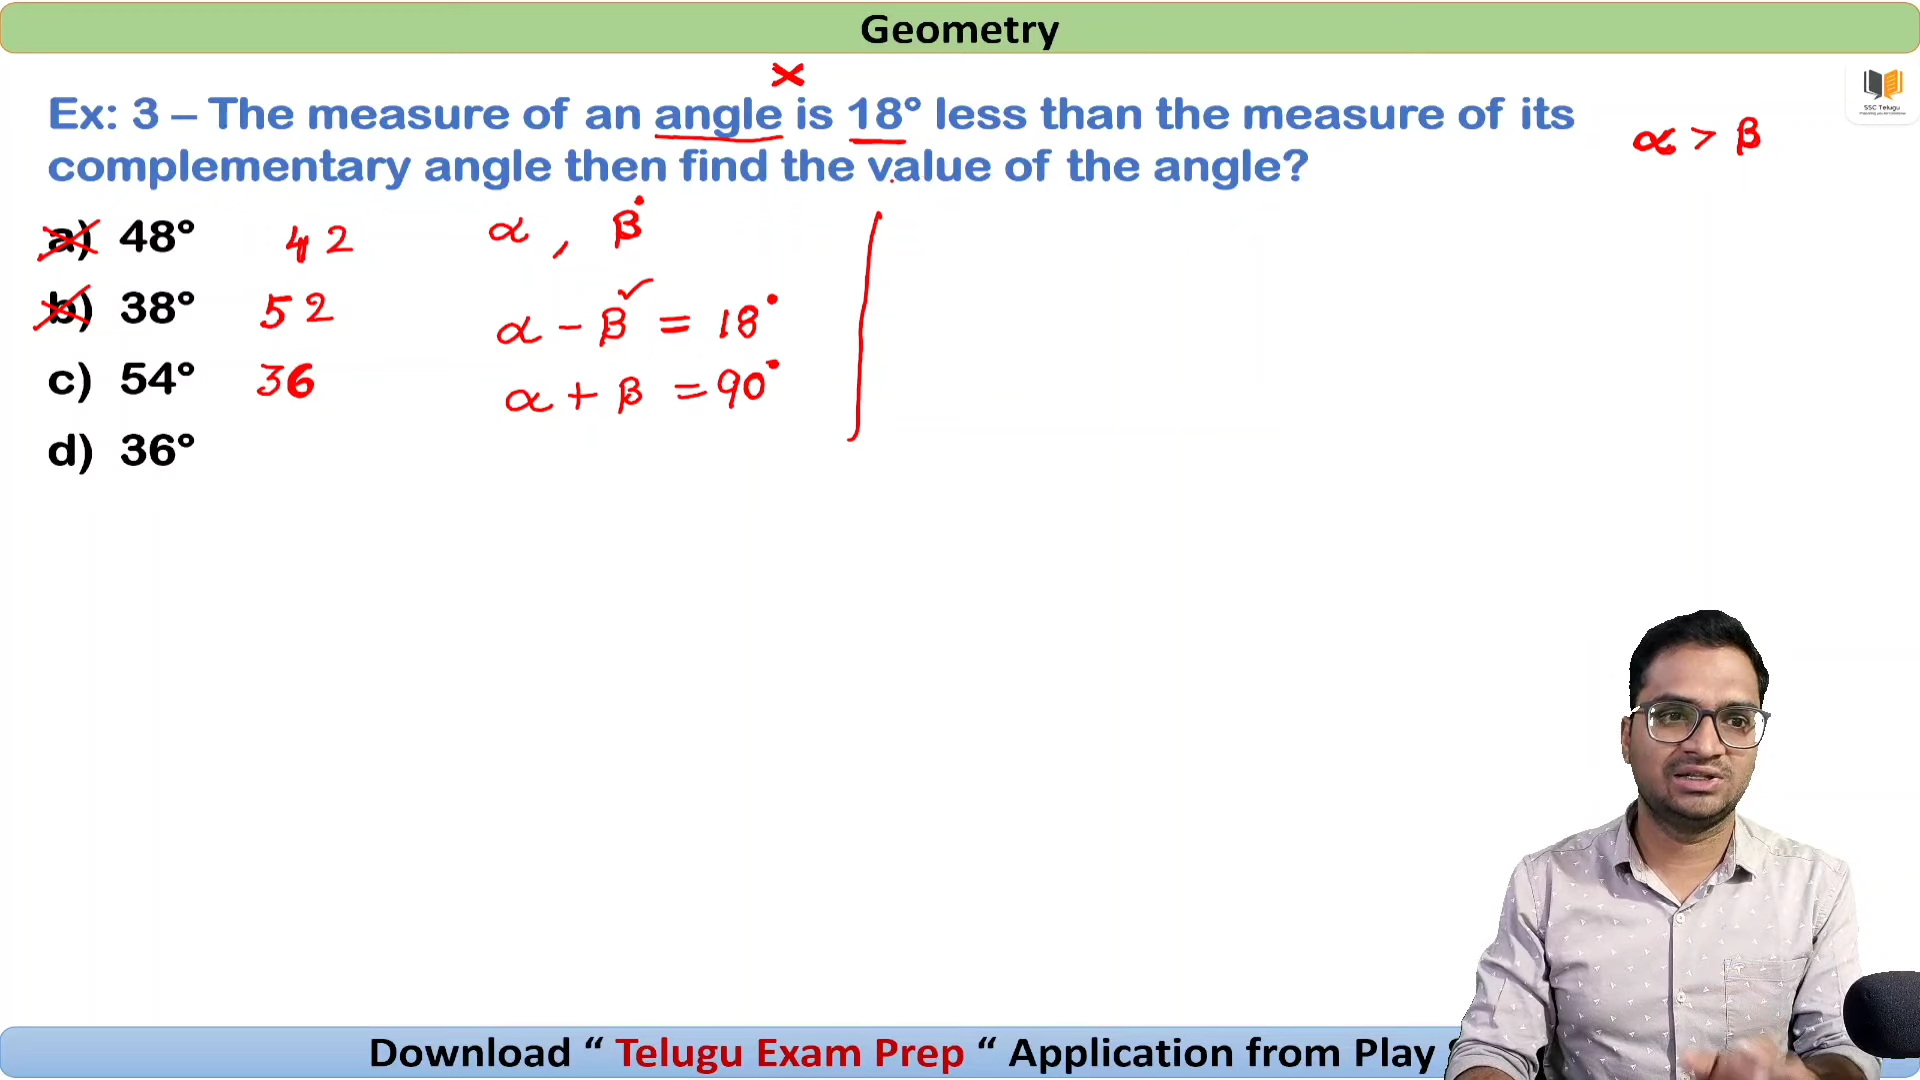 Geometry
×
Ex: 3 – The measure of an angle is 18° less than the measure of its
complementary angle then find the value of the angle?
α > β
SSC Telugu
a) 48° 42 α , β°
b) 38° 52 α - β ✓ = 18°
c) 54° 36 α + β = 90°
d) 36°
Download “ Telugu Exam Prep “ Application from Play S